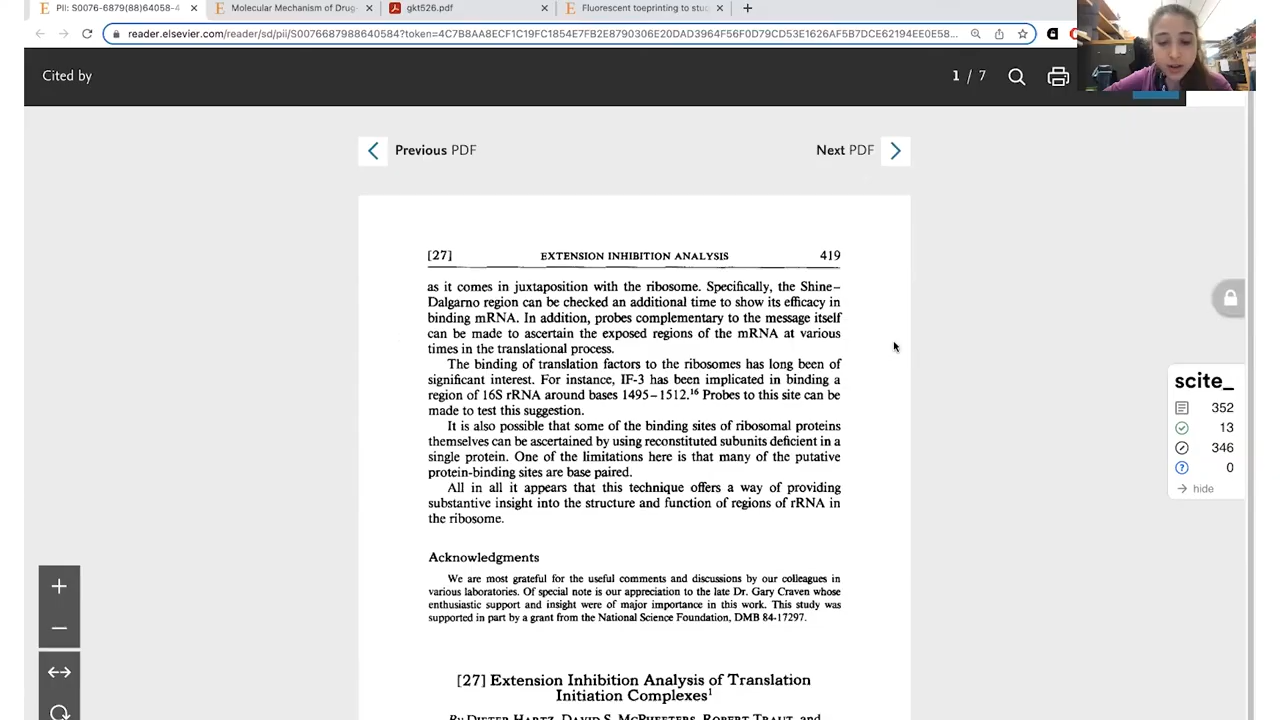 PII: S0076-6879(88)64058-4
Molecular Mechanism of Drug-
gkt526.pdf
Fluorescent toeprinting to stu
reader.elsevier.com/reader/sd/pii/S0076687988640584?token=4C7B8AA8ECF1C19FC1854E7FB2E8790306E20DAD3964F56F0D79CD53E1626AF5B7DCE62194EE0E58...
Cited by
1 / 7
Previous PDF
Next PDF
[27] EXTENSION INHIBITION ANALYSIS 419
as it comes in juxtaposition with the ribosome. Specifically, the Shine–
Dalgarno region can be checked an additional time to show its efficacy in
binding mRNA. In addition, probes complementary to the message itself
can be made to ascertain the exposed regions of the mRNA at various
times in the translational process.
The binding of translation factors to the ribosomes has long been of
significant interest. For instance, IF-3 has been implicated in binding a
region of 16S rRNA around bases 1495–1512.16 Probes to this site can be
made to test this suggestion.
It is also possible that some of the binding sites of ribosomal proteins
themselves can be ascertained by using reconstituted subunits deficient in a
single protein. One of the limitations here is that many of the putative
protein-binding sites are base paired.
All in all it appears that this technique offers a way of providing
substantive insight into the structure and function of regions of rRNA in
the ribosome.
Acknowledgments
We are most grateful for the useful comments and discussions by our colleagues in
various laboratories. Of special note is our appreciation to the late Dr. Gary Craven whose
enthusiastic support and insight were of major importance in this work. This study was
supported in part by a grant from the National Science Foundation, DMB 84-17297.
[27] Extension Inhibition Analysis of Translation
Initiation Complexes1
By DIETER HARTZ, DAVID S. MCPHEETERS, ROBERT TRAUT, and
scite_
352
13
346
0
hide